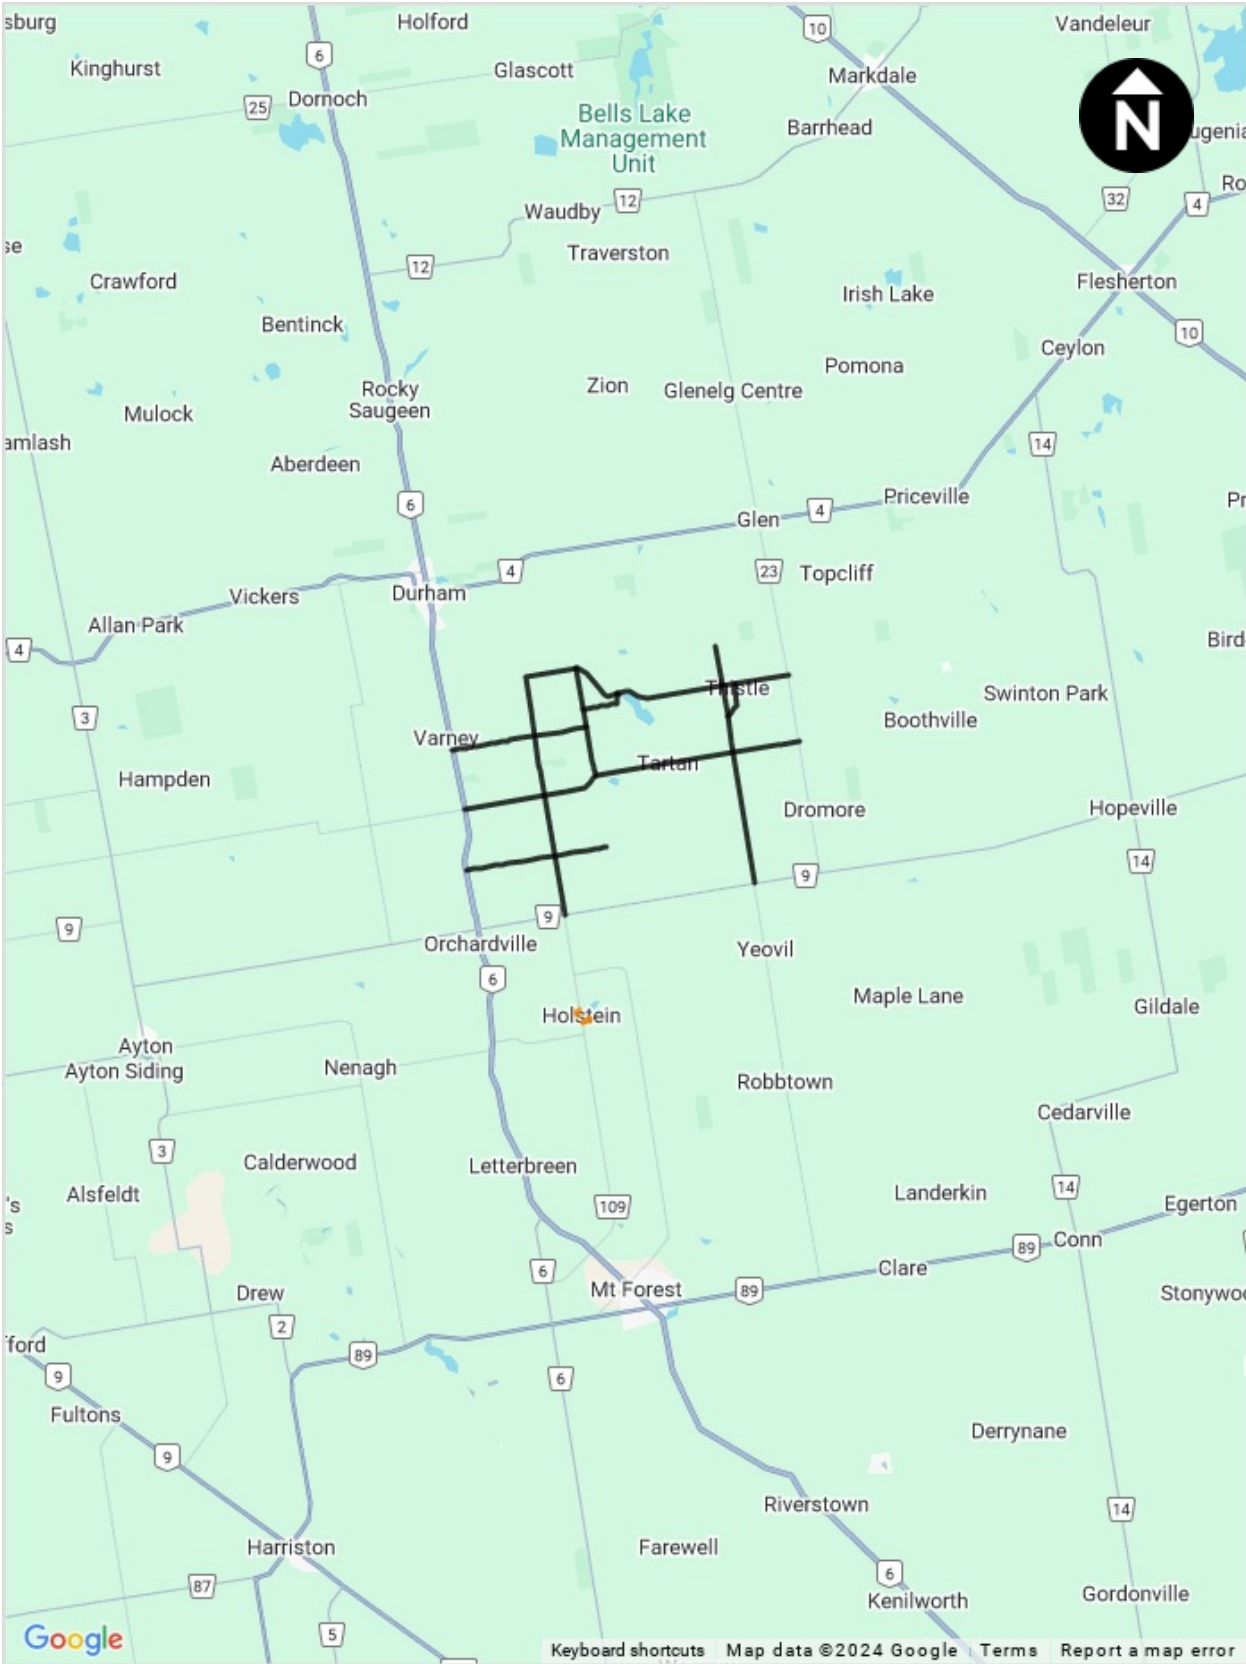 sburg
Holford
Vandeleur
6
10
Kinghurst
Glascott
Markdale
25
Dornoch
N
Bells Lake
Management
Unit
Barrhead
ugenia
Waudby
12
32
4
Ro
se
Traverston
12
Crawford
Irish Lake
Flesherton
Bentinck
10
Ceylon
Pomona
Rocky
Saugeen
Zion
Glenelg Centre
Mulock
amlash
14
Aberdeen
6
Priceville
Pr
Glen
4
4
23
Topcliff
Vickers
Durham
Allan Park
4
Bird
Thistle
Swinton Park
3
Boothville
Varney
Tartan
Hampden
Dromore
Hopeville
14
9
9
9
Orchardville
Yeovil
6
Maple Lane
Gildale
Holstein
Ayton
Ayton Siding
Nenagh
Robbtown
Cedarville
3
Calderwood
Letterbreen
Alsfeldt
14
Landerkin
's
s
109
Egerton
Conn
89
6
Clare
Mt Forest
89
Drew
Stonywoo
2
fford
89
9
6
Fultons
Derrynane
9
Riverstown
14
Harriston
Farewell
87
6
Kenilworth
Gordonville
5
Google
Keyboard shortcuts
Map data ©2024 Google
Terms
Report a map error